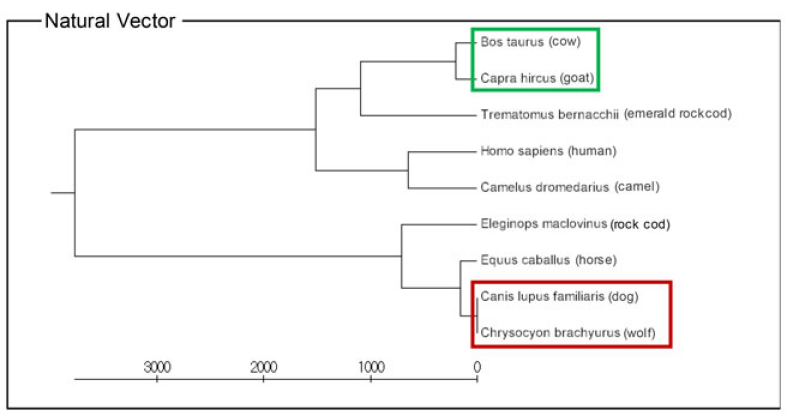 Natural Vector
Bos taurus (cow)
Capra hircus (goat)
Trematomus bernacchii (emerald rockcod)
Homo sapiens (human)
Camelus dromedarius (camel)
Eleginops maclovinus (rock cod)
Equus caballus (horse)
Canis lupus familiaris (dog)
Chrysocyon brachyurus (wolf)
3000 2000 1000 0